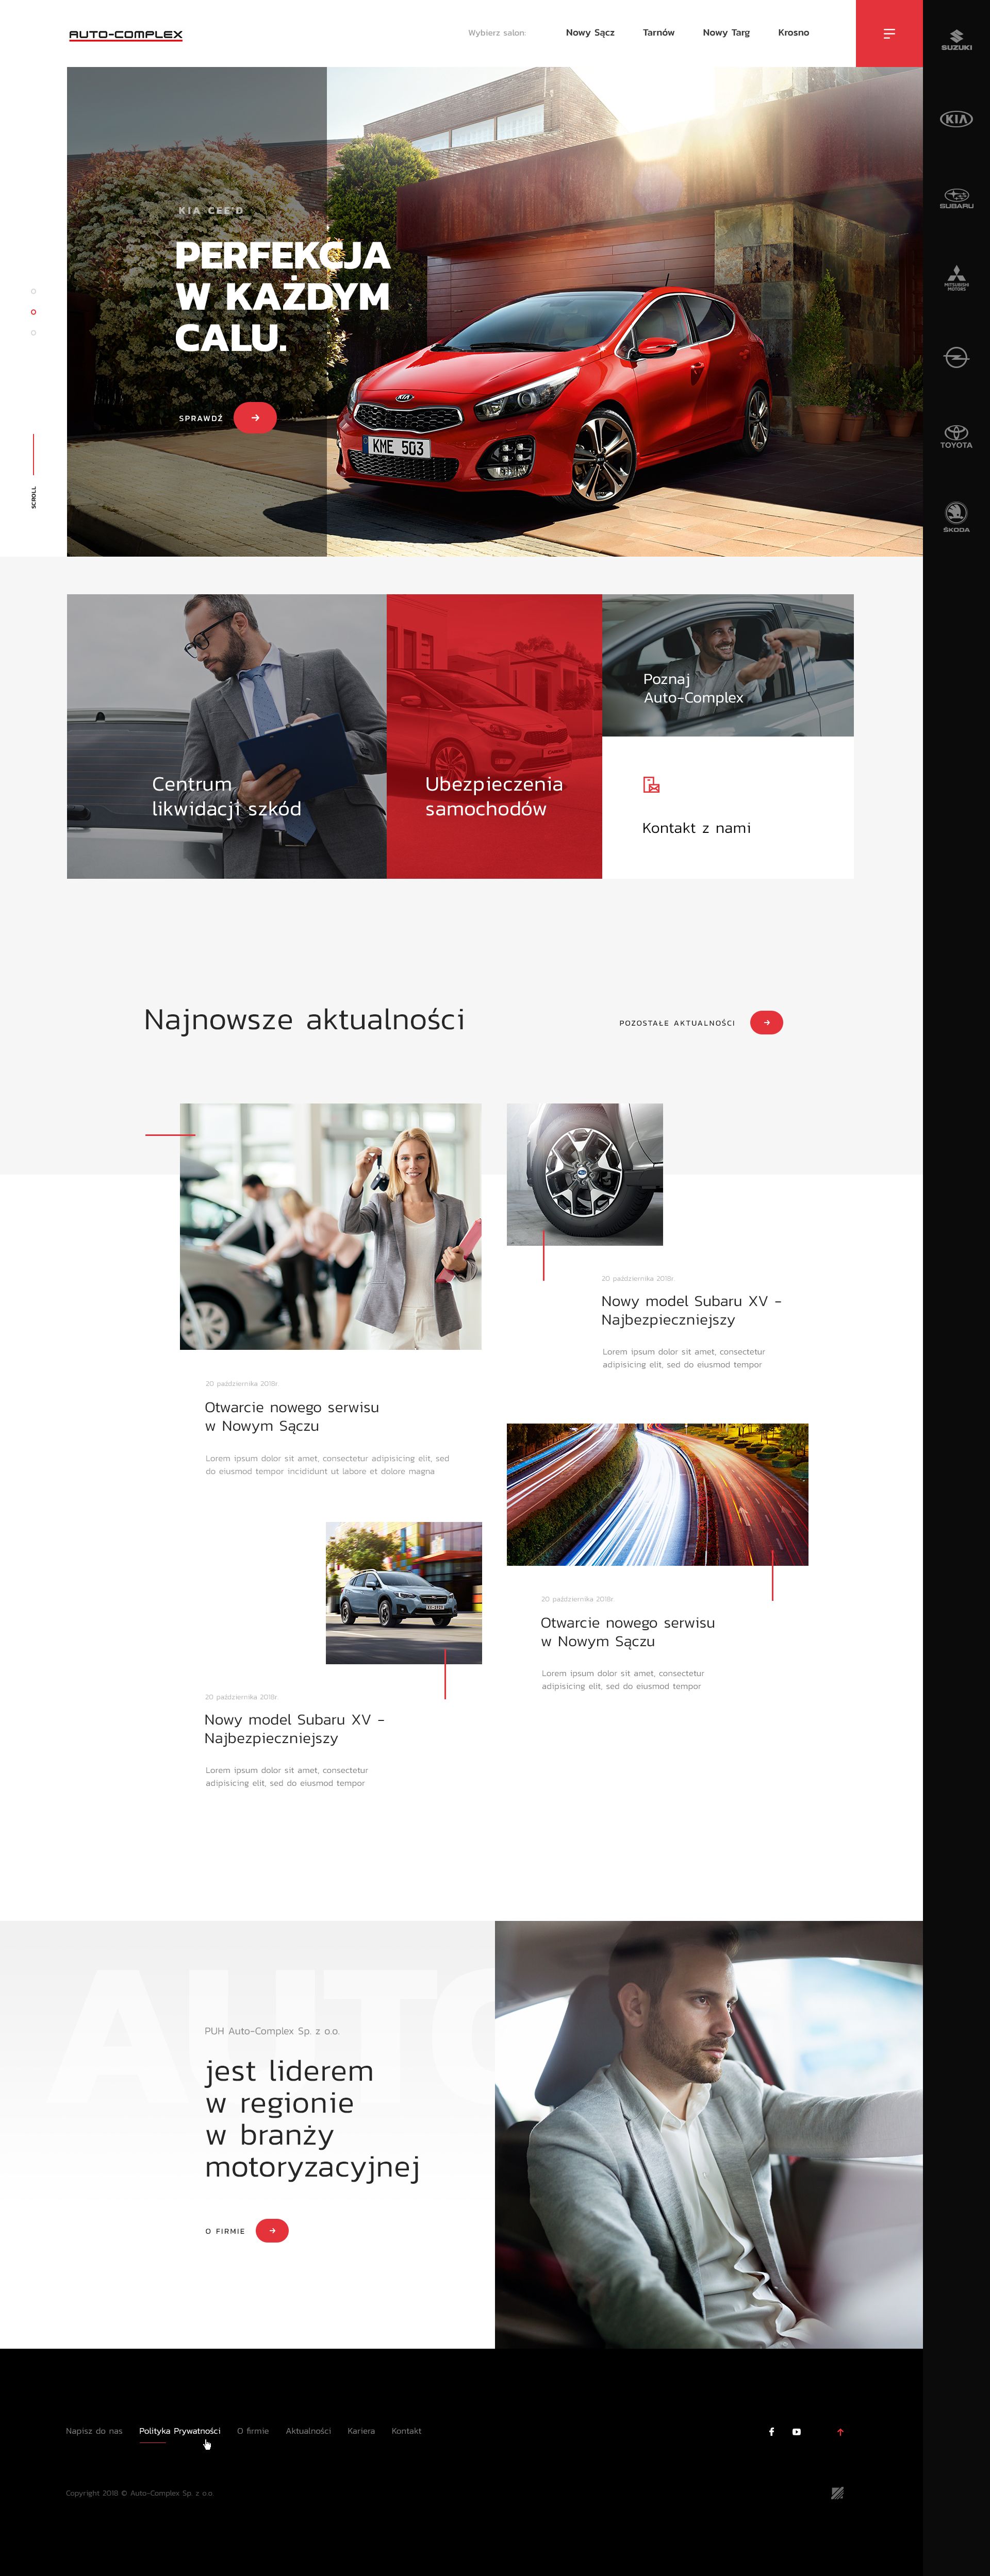 AUTO-COMPLEX
Wybierz salon:
Nowy Sącz
Tarnów
Nowy Targ
Krosno
SUZUKI
KIA
SUBARU
MITSUBISHI
MOTORS
TOYOTA
ŠKODA
KIA CEE'D
PERFEKCJA
W KAŻDYM
CALU.
SPRAWDŹ
KIA
KME 503
SCROLL
Centrum
likwidacji szkód
Ubezpieczenia
samochodów
Poznaj
Auto-Complex
Kontakt z nami
Najnowsze aktualności
POZOSTAŁE AKTUALNOŚCI
20 października 2018r.
Nowy model Subaru XV -
Najbezpieczniejszy
Lorem ipsum dolor sit amet, consectetur
adipisicing elit, sed do eiusmod tempor
20 października 2018r.
Otwarcie nowego serwisu
w Nowym Sączu
Lorem ipsum dolor sit amet, consectetur adipisicing elit, sed
do eiusmod tempor incididunt ut labore et dolore magna
20 października 2018r.
Otwarcie nowego serwisu
w Nowym Sączu
Lorem ipsum dolor sit amet, consectetur
adipisicing elit, sed do eiusmod tempor
20 października 2018r.
Nowy model Subaru XV -
Najbezpieczniejszy
Lorem ipsum dolor sit amet, consectetur
adipisicing elit, sed do eiusmod tempor
AUTO
PUH Auto-Complex Sp. z o.o.
jest liderem
w regionie
w branży
motoryzacyjnej
O FIRMIE
Napisz do nas
Polityka Prywatności
O firmie
Aktualności
Kariera
Kontakt
Copyright 2018 © Auto-Complex Sp. z o.o.